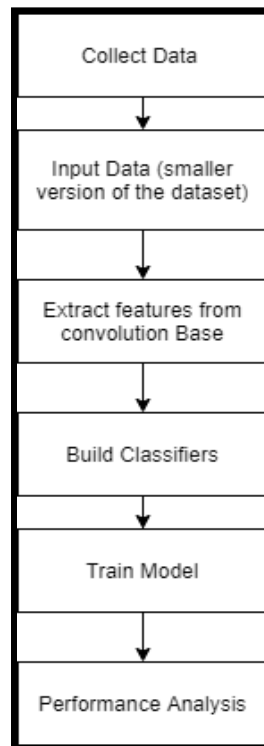 Collect Data
Input Data (smaller
version of the dataset)
Extract features from
convolution Base
Build Classifiers
Train Model
Performance Analysis